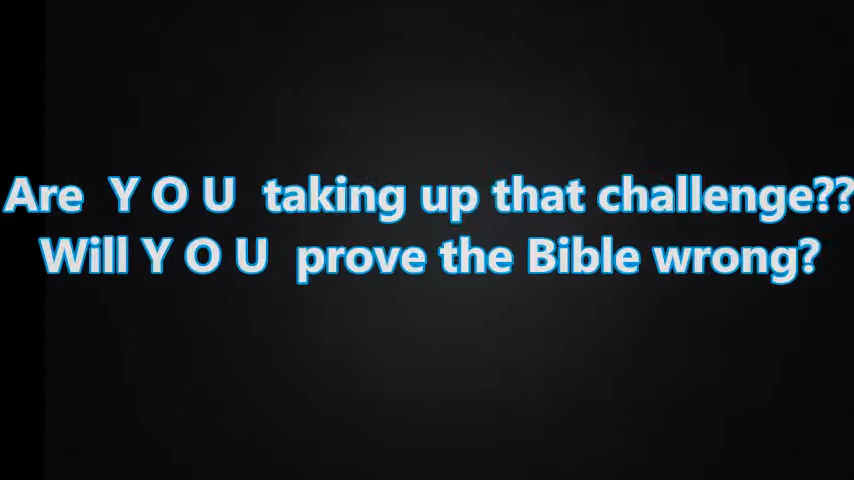 Are Y O U taking up that challenge??
Will Y O U prove the Bible wrong?